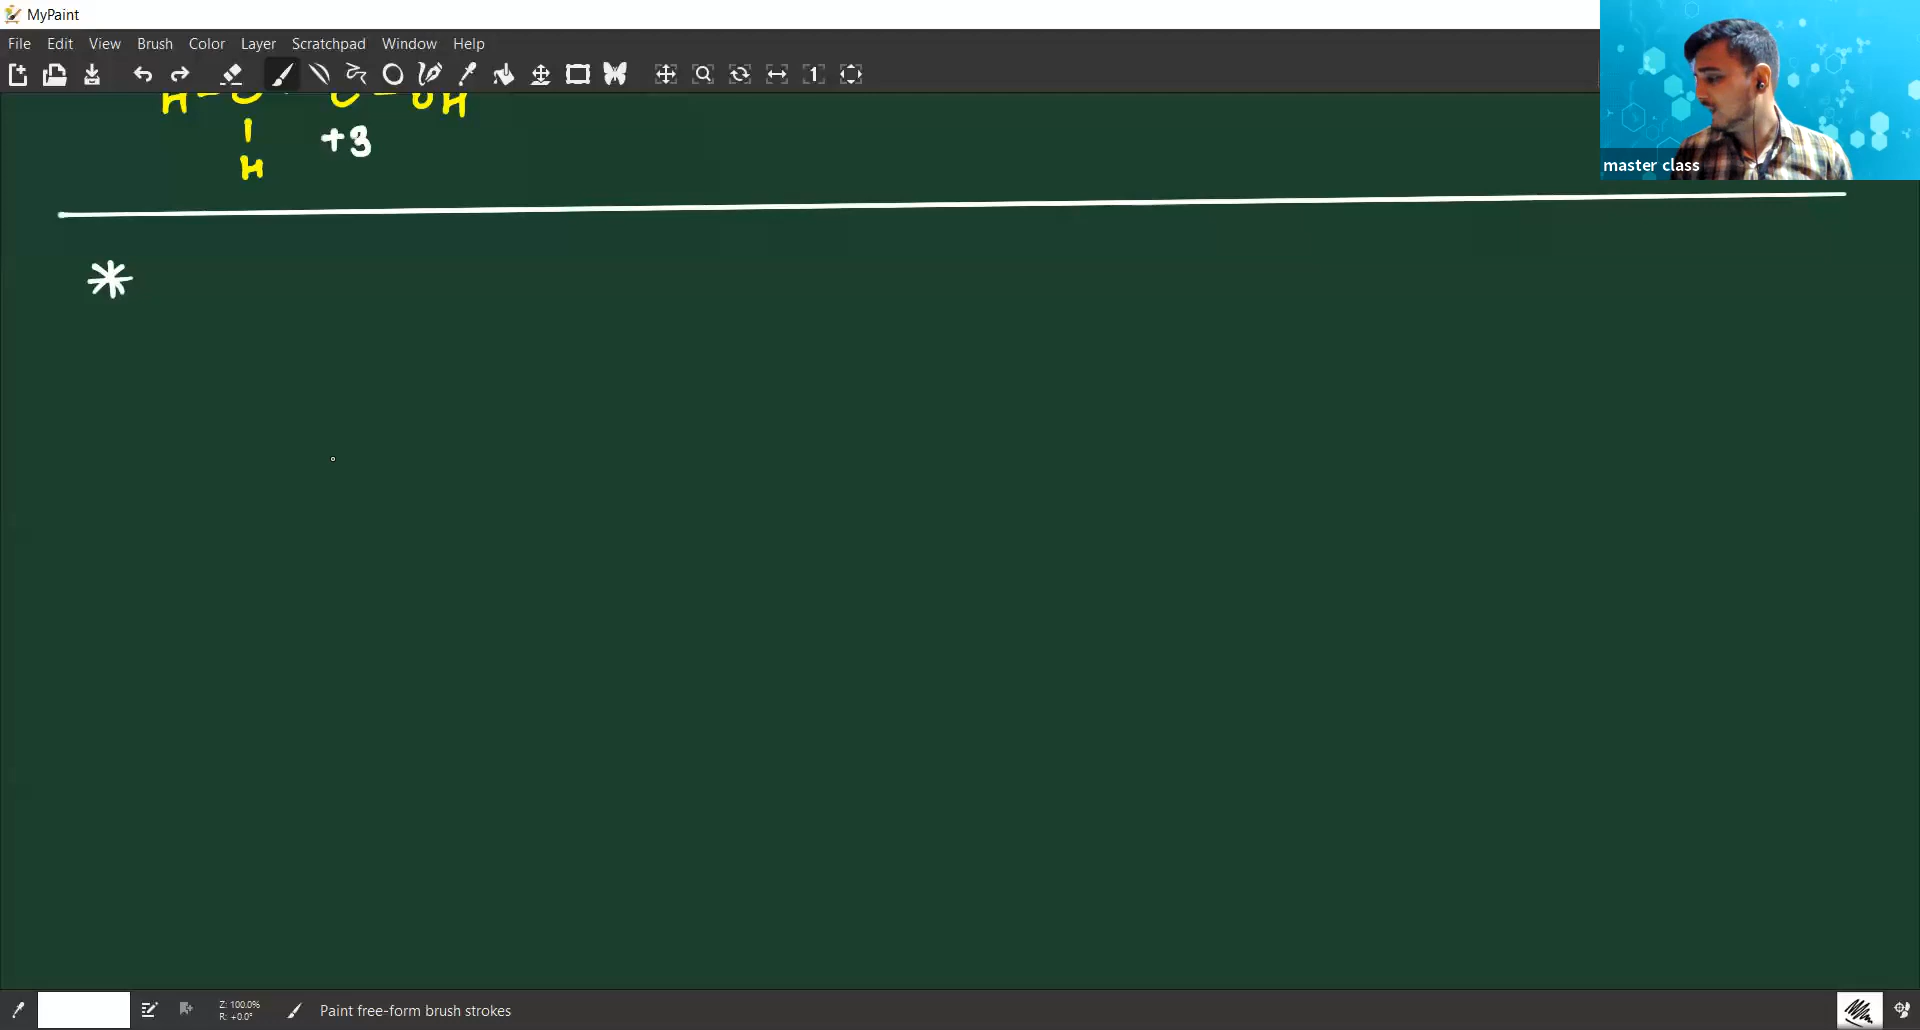 MyPaint
File Edit View Brush Color Layer Scratchpad Window Help
H - C - C - OH
| +3
H
*
master class
Z: 100.0%
R: +0.0°
Paint free-form brush strokes